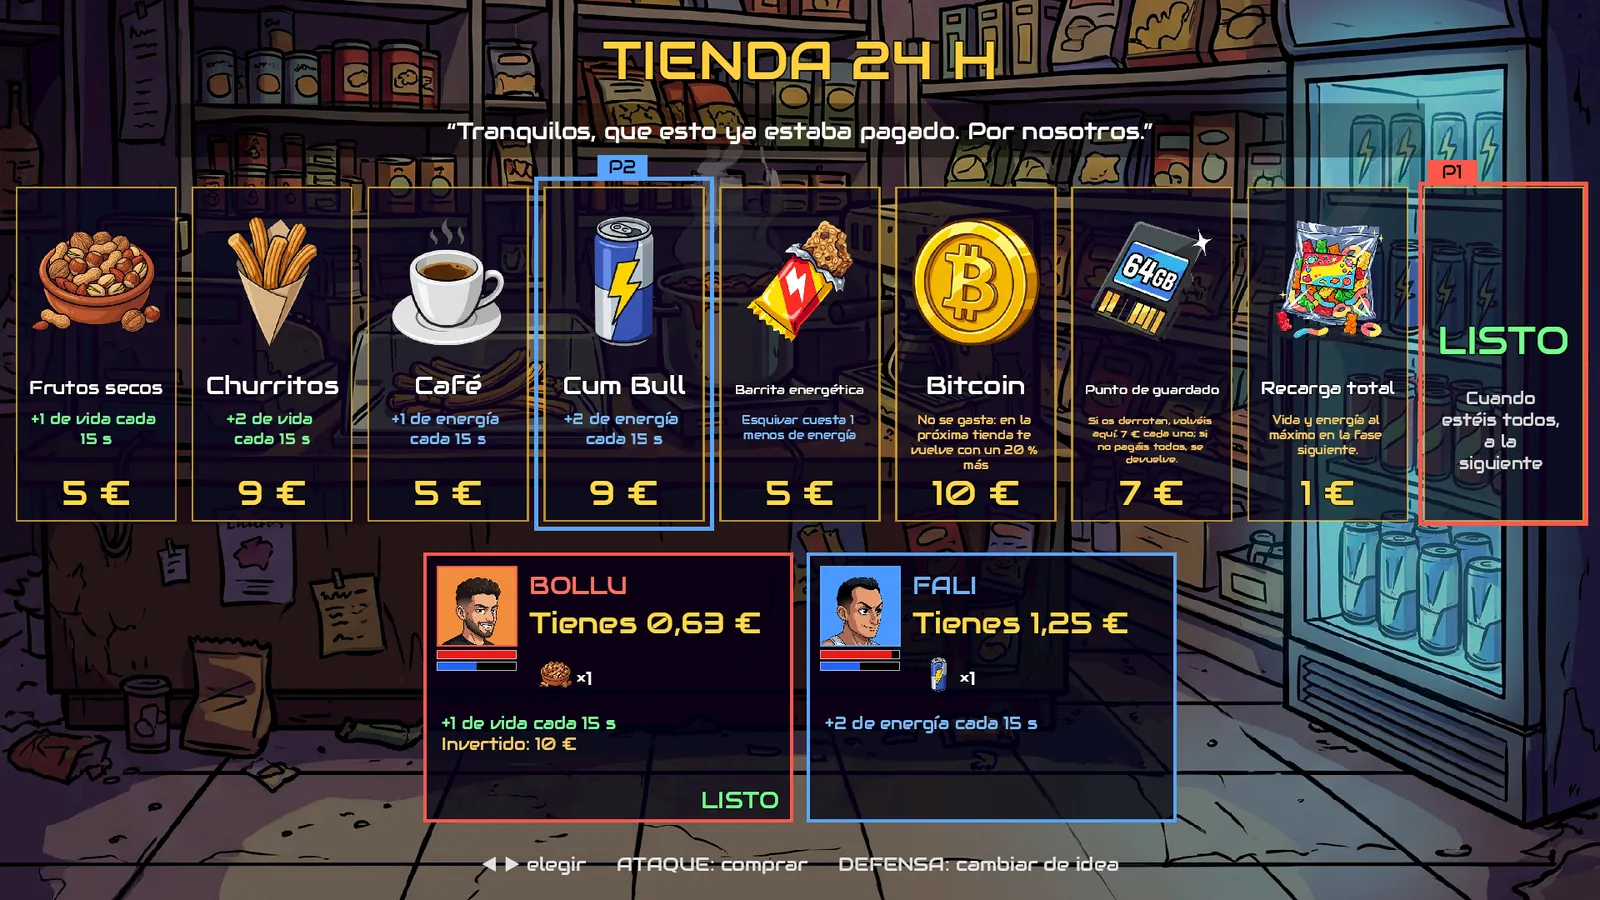 TIENDA 24 H
“Tranquilos, que esto ya estaba pagado. Por nosotros.”
P2
P1
64GB
Frutos secos
+1 de vida cada
15 s
5 €
Churritos
+2 de vida
cada 15 s
9 €
Café
+1 de energía
cada 15 s
5 €
Cum Bull
+2 de energía
cada 15 s
9 €
Barrita energética
Esquivar cuesta 1
menos de energía
5 €
Bitcoin
No se gasta: en la
próxima tienda te
vuelve con un 20 %
más
10 €
Punto de guardado
Si os derrotan, volvéis
aquí. 7 € cada uno; si
no pagáis todos, se
devuelve.
7 €
Recarga total
Vida y energía al
máximo en la fase
siguiente.
1 €
LISTO
Cuando
estéis todos,
a la
siguiente
BOLLU
Tienes 0,63 €
x1
+1 de vida cada 15 s
Invertido: 10 €
LISTO
FALI
Tienes 1,25 €
x1
+2 de energía cada 15 s
◀ ▶ elegir ATAQUE: comprar DEFENSA: cambiar de idea